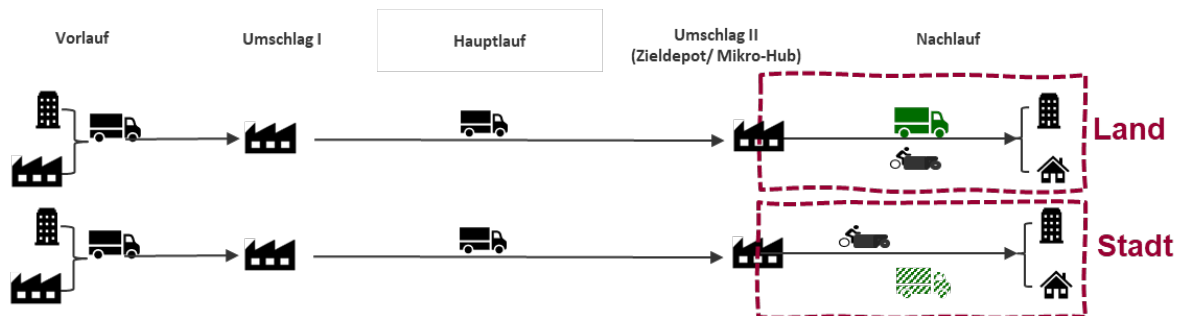 Vorlauf
Umschlag I
Hauptlauf
Umschlag II
(Zieldepot/ Mikro-Hub)
Nachlauf
Land
Stadt